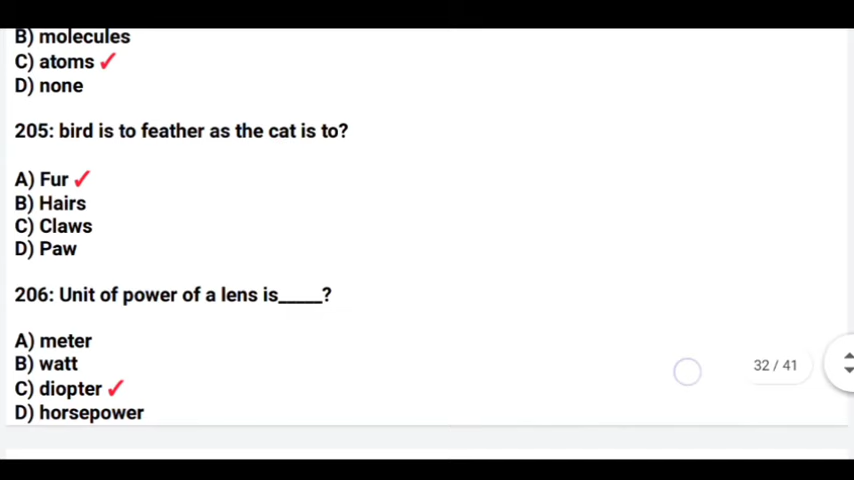 B) molecules
C) atoms ✓
D) none
205: bird is to feather as the cat is to?
A) Fur ✓
B) Hairs
C) Claws
D) Paw
206: Unit of power of a lens is_____?
A) meter
B) watt
C) diopter ✓
D) horsepower
32 / 41